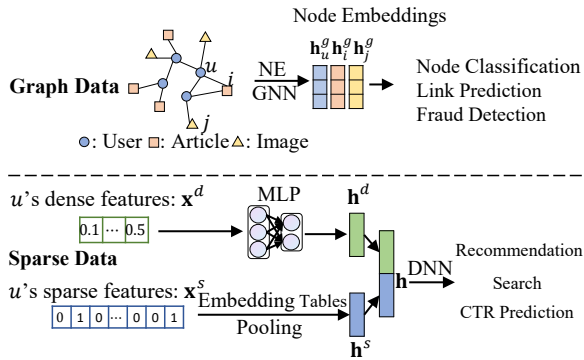 Node Embeddings
h_u^g h_i^g h_j^g
u
i
j
Graph Data
NE
GNN
Node Classification
Link Prediction
Fraud Detection
: User : Article : Image
u's dense features: x^d
MLP
h^d
0.1 ⋯ 0.5
Sparse Data
h
DNN
Recommendation
Search
CTR Prediction
u's sparse features: x^s
Embedding Tables
Pooling
0 1 0 ⋯ 0 0 1
h^s